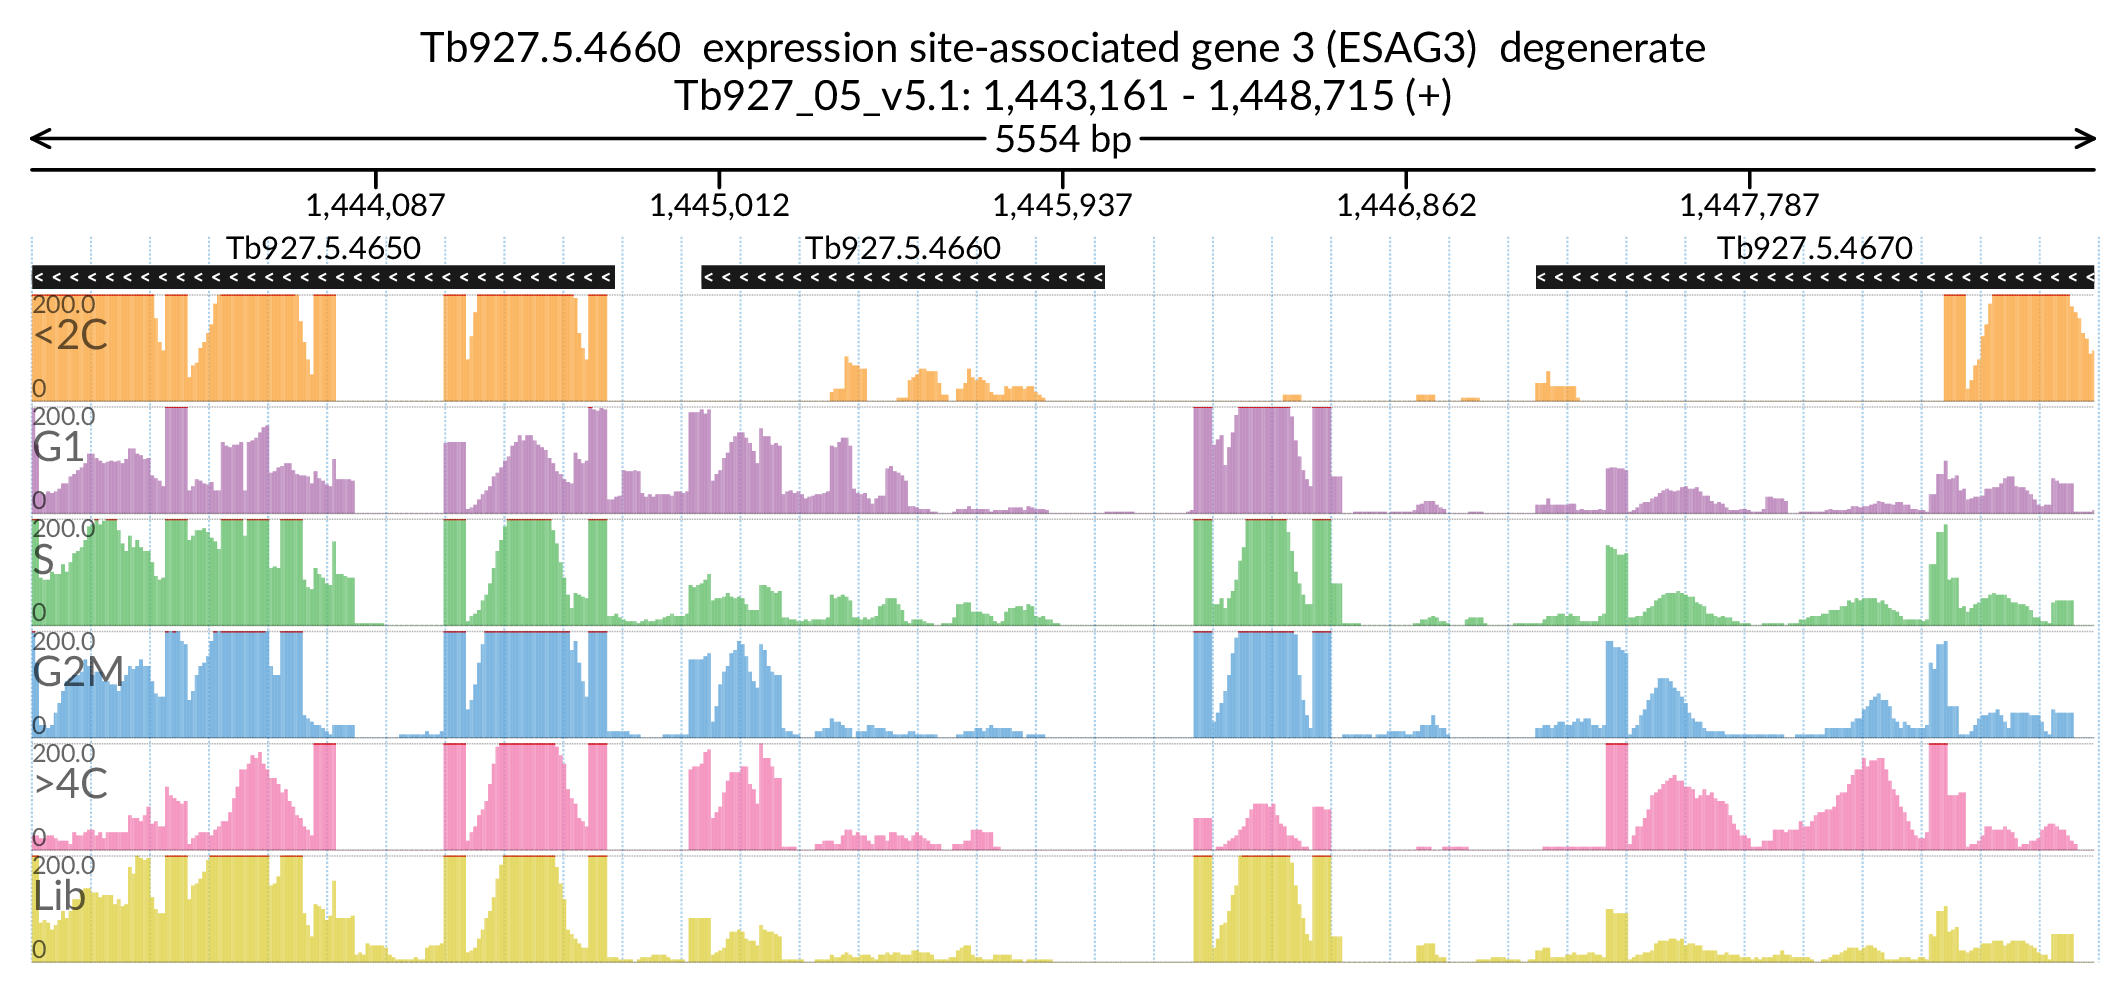 Tb927.5.4660 expression site-associated gene 3 (ESAG3) degenerate
Tb927_05_v5.1: 1,443,161 - 1,448,715 (+)
5554 bp
1,444,087 1,445,012 1,445,937 1,446,862 1,447,787
Tb927.5.4650 Tb927.5.4660 Tb927.5.4670
200.0
<2C
0
200.0
G1
0
200.0
S
0
200.0
G2M
0
200.0
>4C
0
200.0
Lib
0